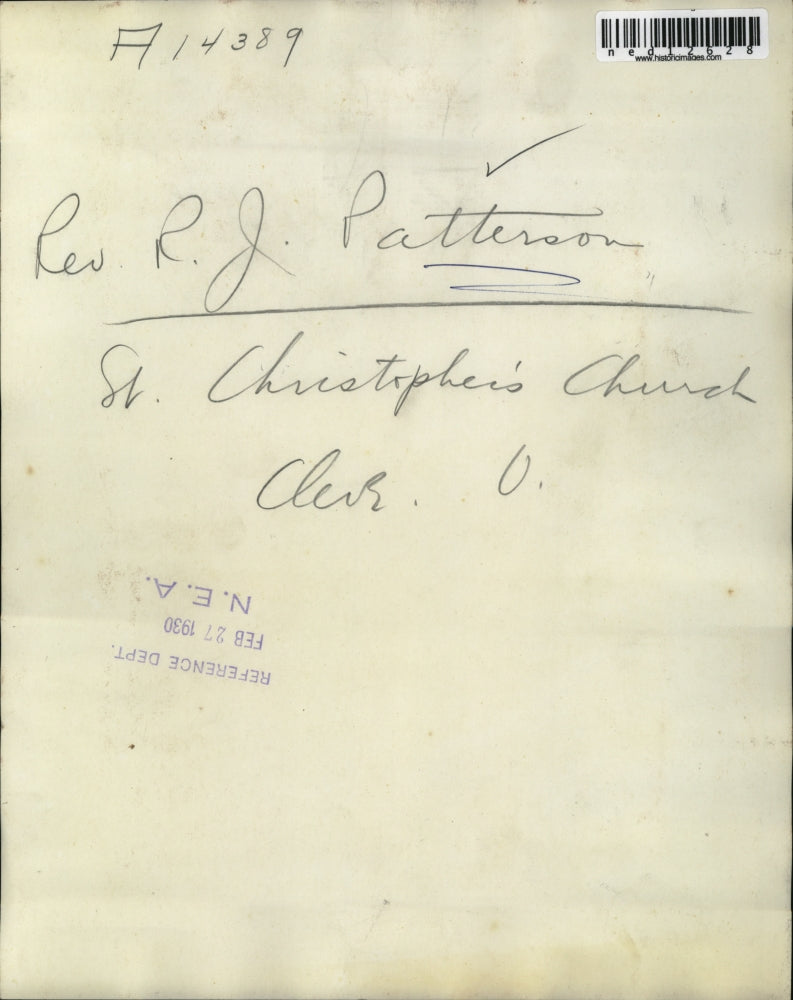 A 14389
ned12628
www.historicimages.com
Rev. R. J. Patterson
St. Christopher's Church
Clev. O.
REFERENCE DEPT.
FEB 27 1930
N.E.A.